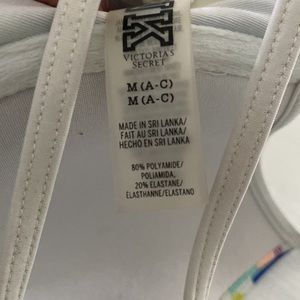 VICTORIA'S
SECRET
M (A-C)
M (A-C)
MADE IN SRI LANKA/
FAIT AU SRI LANKA/
HECHO EN SRI LANKA
80% POLYAMIDE/
POLIAMIDA,
20% ELASTANE/
ELASTHANNE/ELASTANO